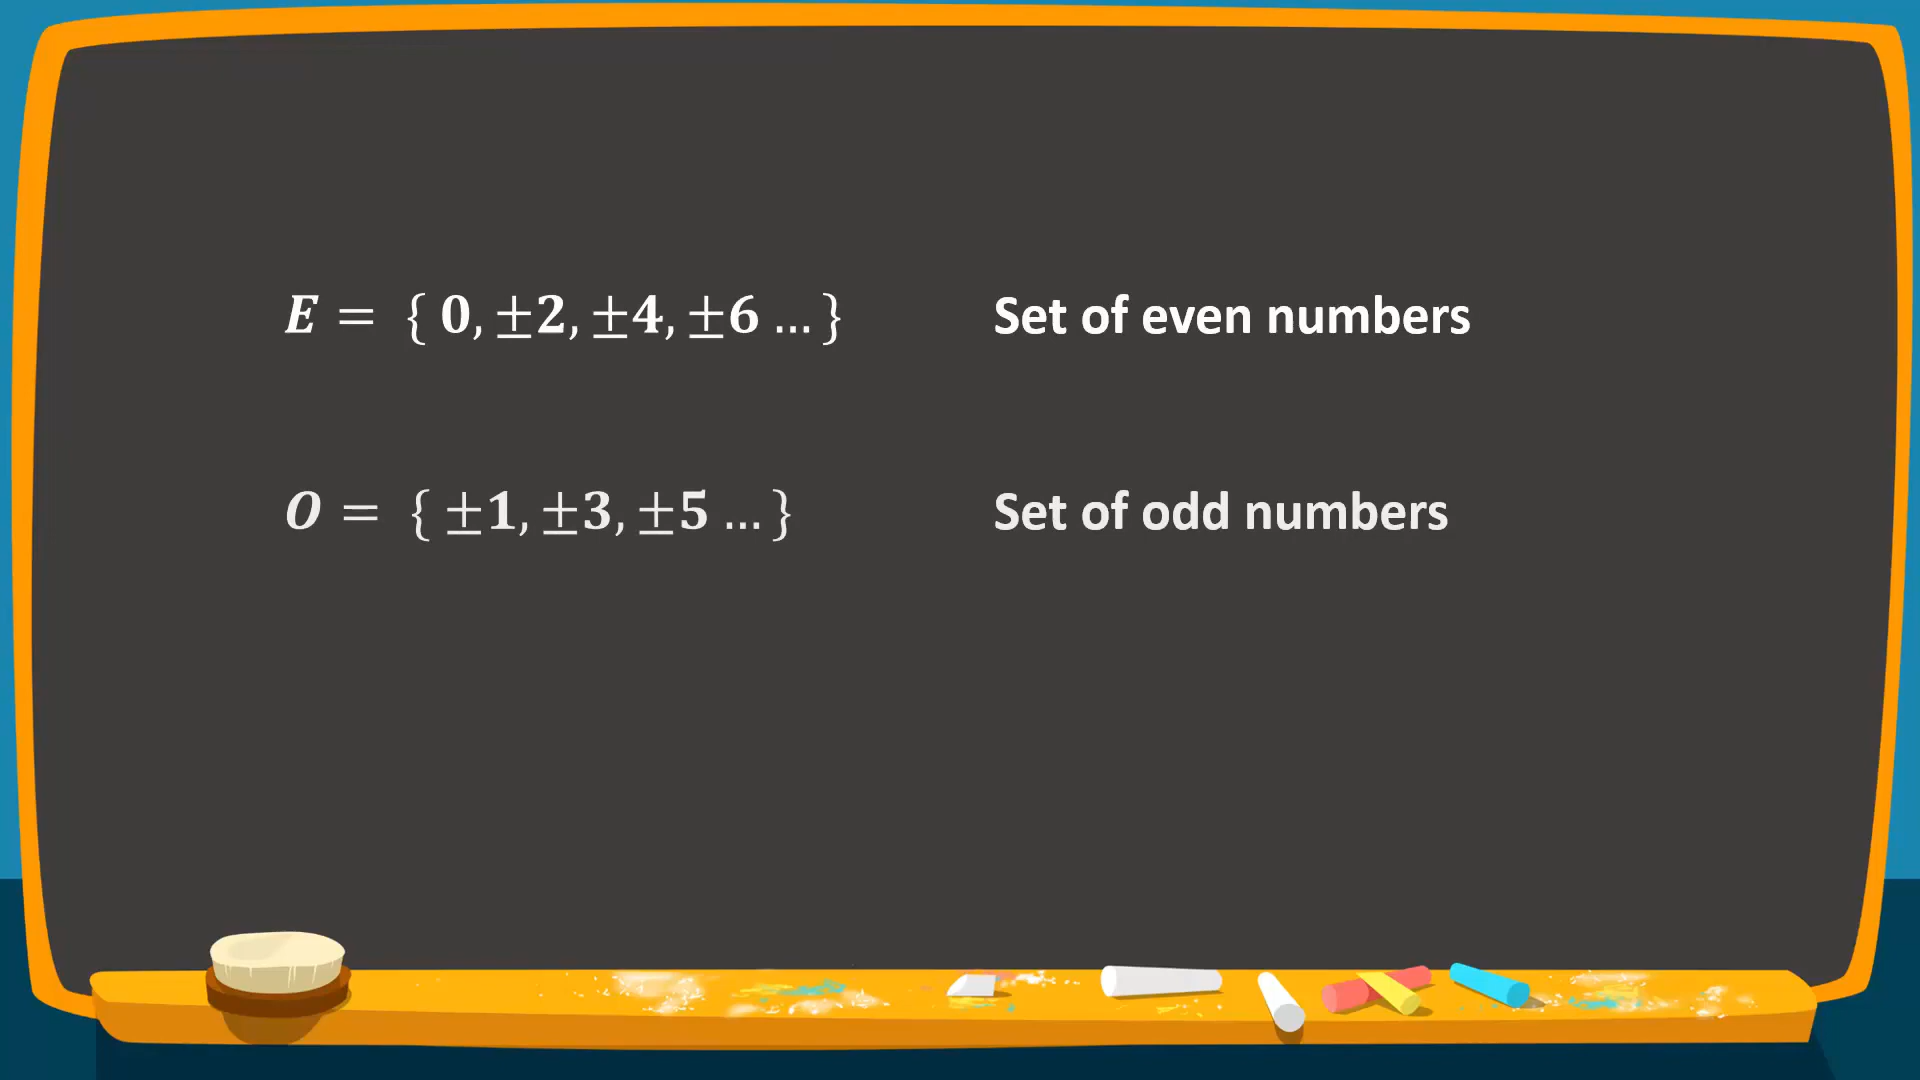 E = { 0, ±2, ±4, ±6 ... } Set of even numbers
O = { ±1, ±3, ±5 ... } Set of odd numbers